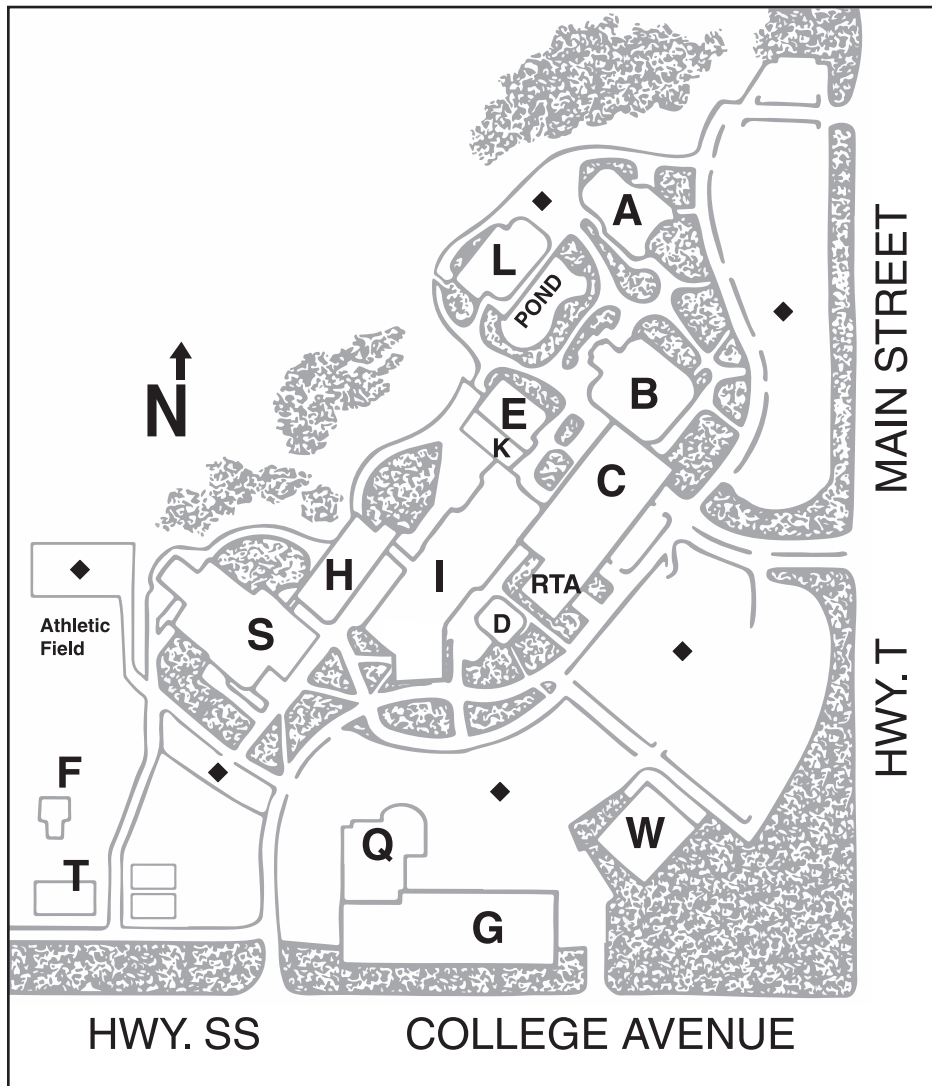 A
L
POND
MAIN STREET
N
B
E
K
C
H
I
RTA
D
S
Athletic
Field
HWY. T
F
W
Q
T
G
HWY. SS
COLLEGE AVENUE